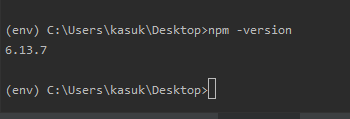 (env) C:\Users\kasuk\Desktop>npm -version
6.13.7
(env) C:\Users\kasuk\Desktop>